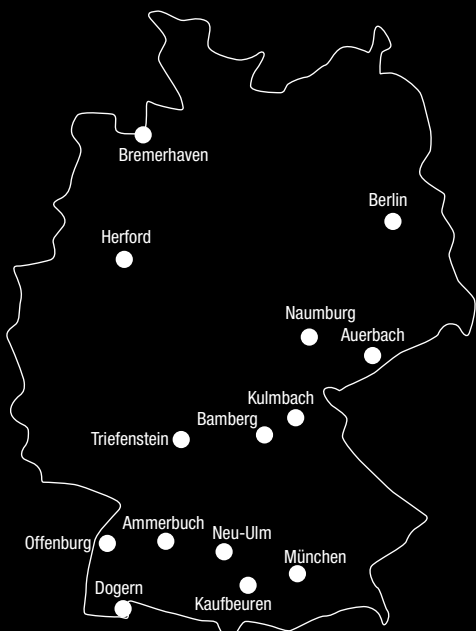 Bremerhaven
Berlin
Herford
Naumburg
Auerbach
Kulmbach
Bamberg
Triefenstein
Ammerbuch
Neu-Ulm
Offenburg
München
Dogern
Kaufbeuren